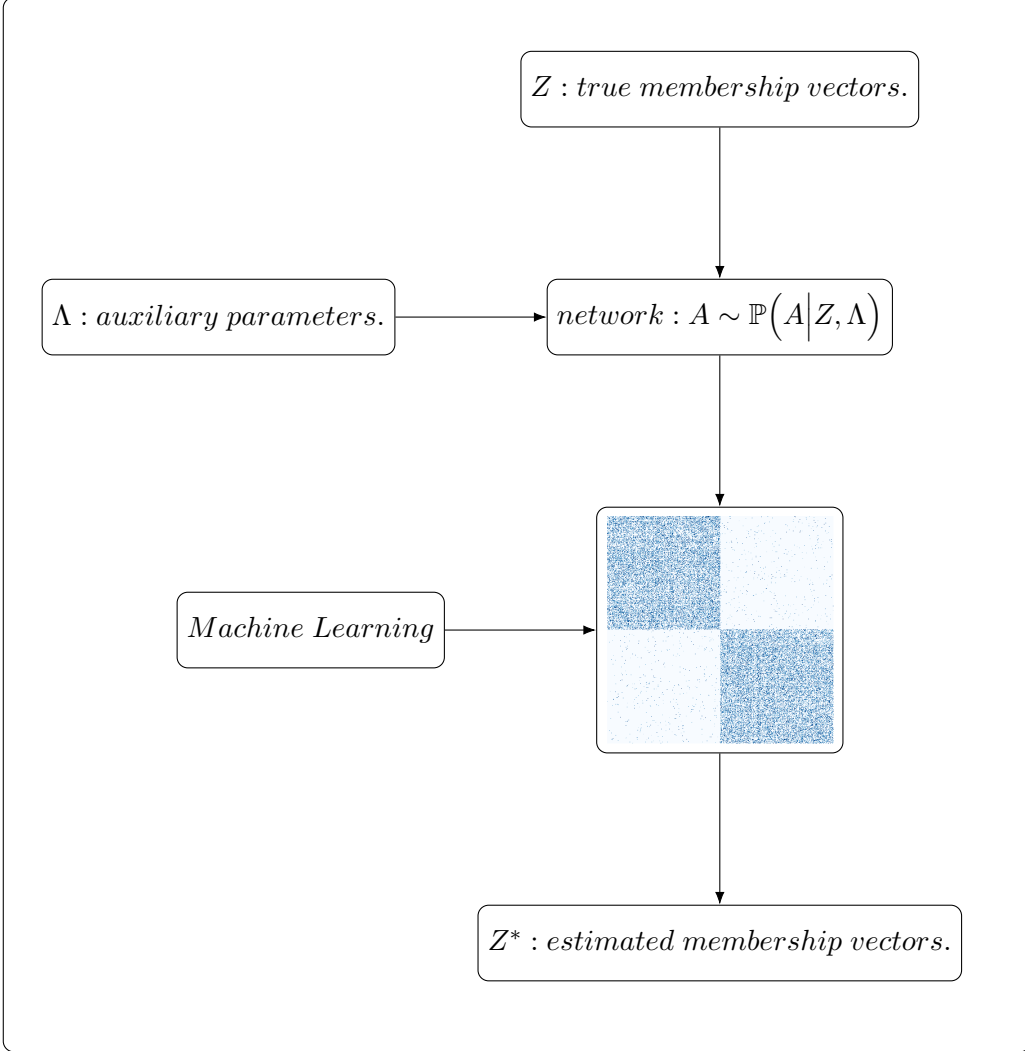 Z : true membership vectors.
Λ : auxiliary parameters.
network : A ∼ ℙ(A|Z, Λ)
Machine Learning
Z* : estimated membership vectors.